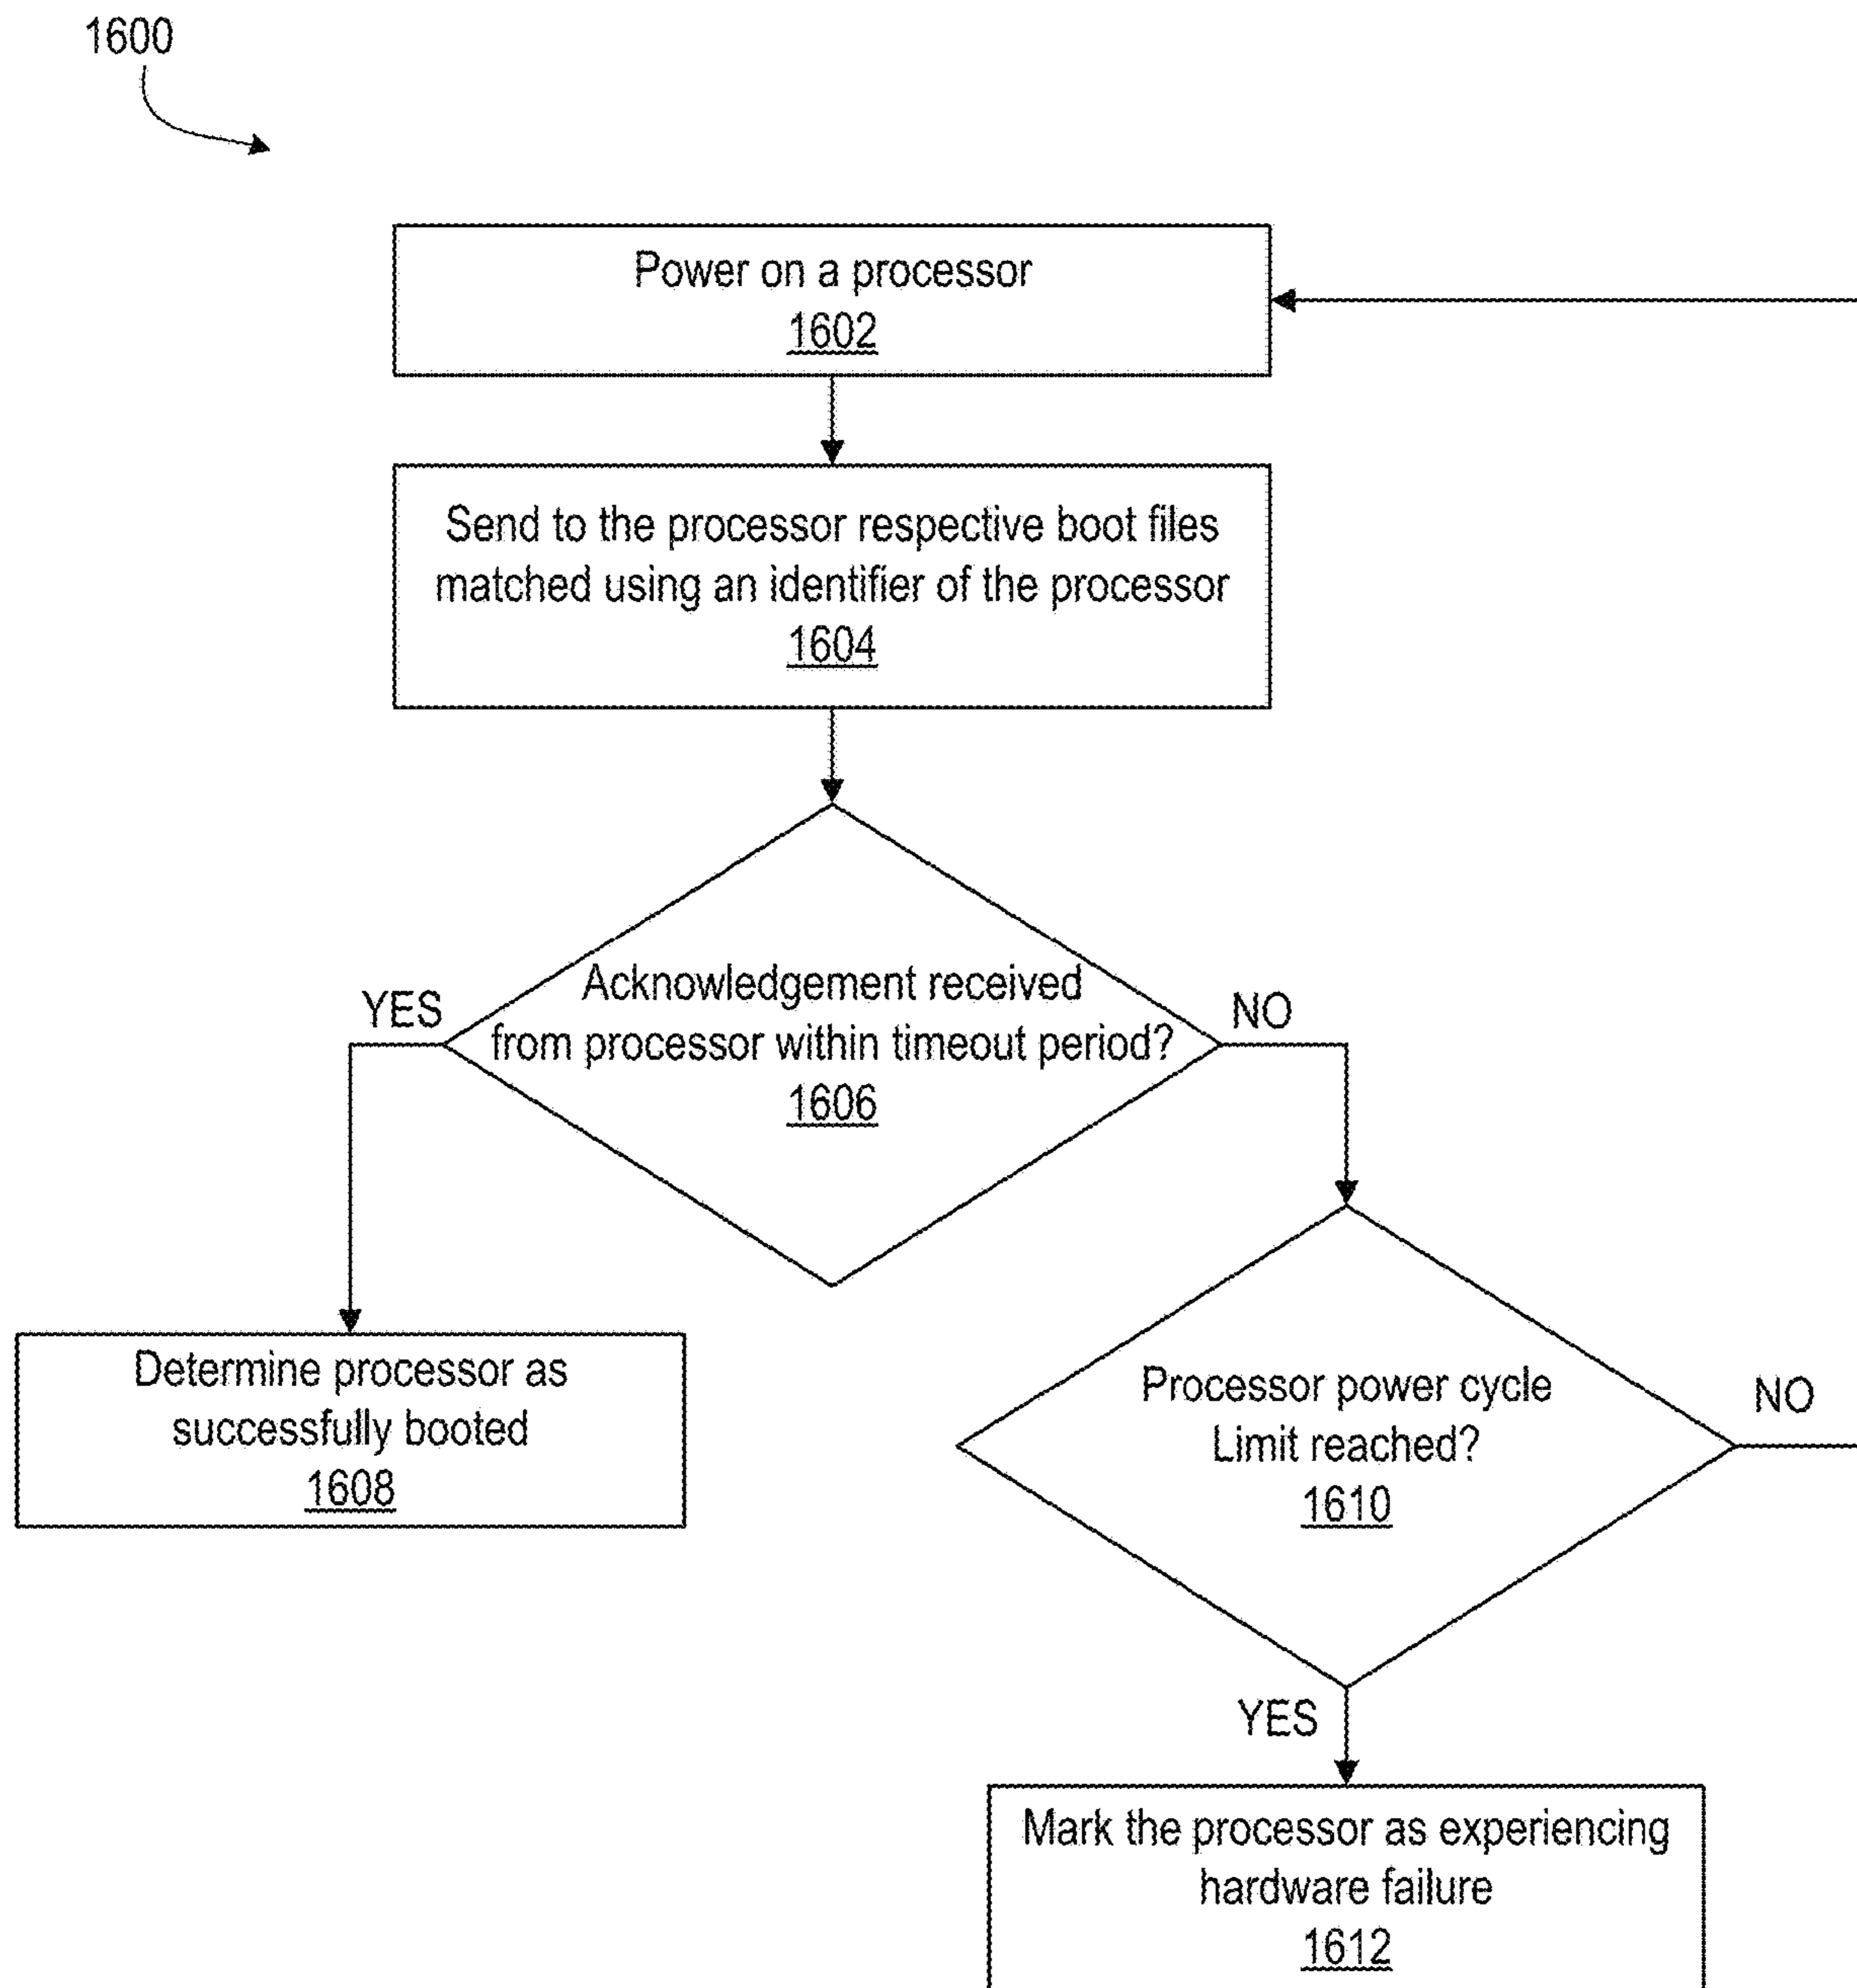 1600
Power on a processor
1602
Send to the processor respective boot files
matched using an identifier of the processor
1604
Acknowledgement received
from processor within timeout period?
1606
YES
NO
Determine processor as
successfully booted
1608
Processor power cycle
Limit reached?
1610
NO
YES
Mark the processor as experiencing
hardware failure
1612